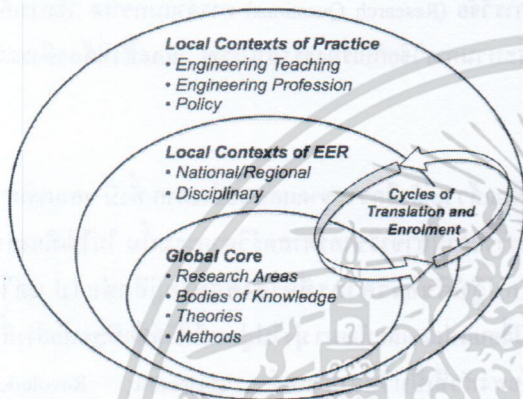 Local Contexts of Practice
• Engineering Teaching
• Engineering Profession
• Policy
Local Contexts of EER
• National/Regional
• Disciplinary
Cycles of
Translation and
Enrolment
Global Core
• Research Areas
• Bodies of Knowledge
• Theories
• Methods